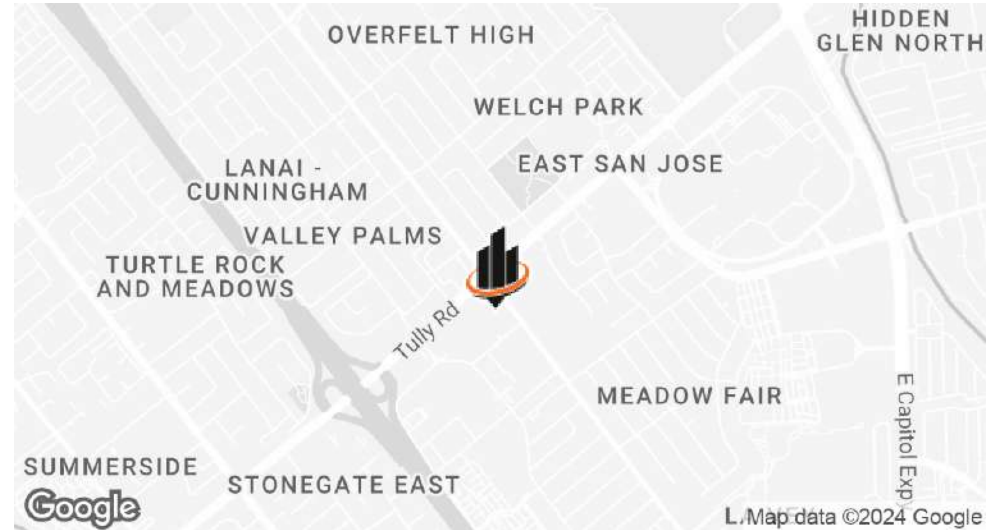 HIDDEN
GLEN NORTH
OVERFELT HIGH
WELCH PARK
EAST SAN JOSE
LANAI -
CUNNINGHAM
VALLEY PALMS
TURTLE ROCK
AND MEADOWS
Tully Rd
MEADOW FAIR
E Capitol Exp
SUMMERSIDE
STONEGATE EAST
Google
Map data ©2024 Google